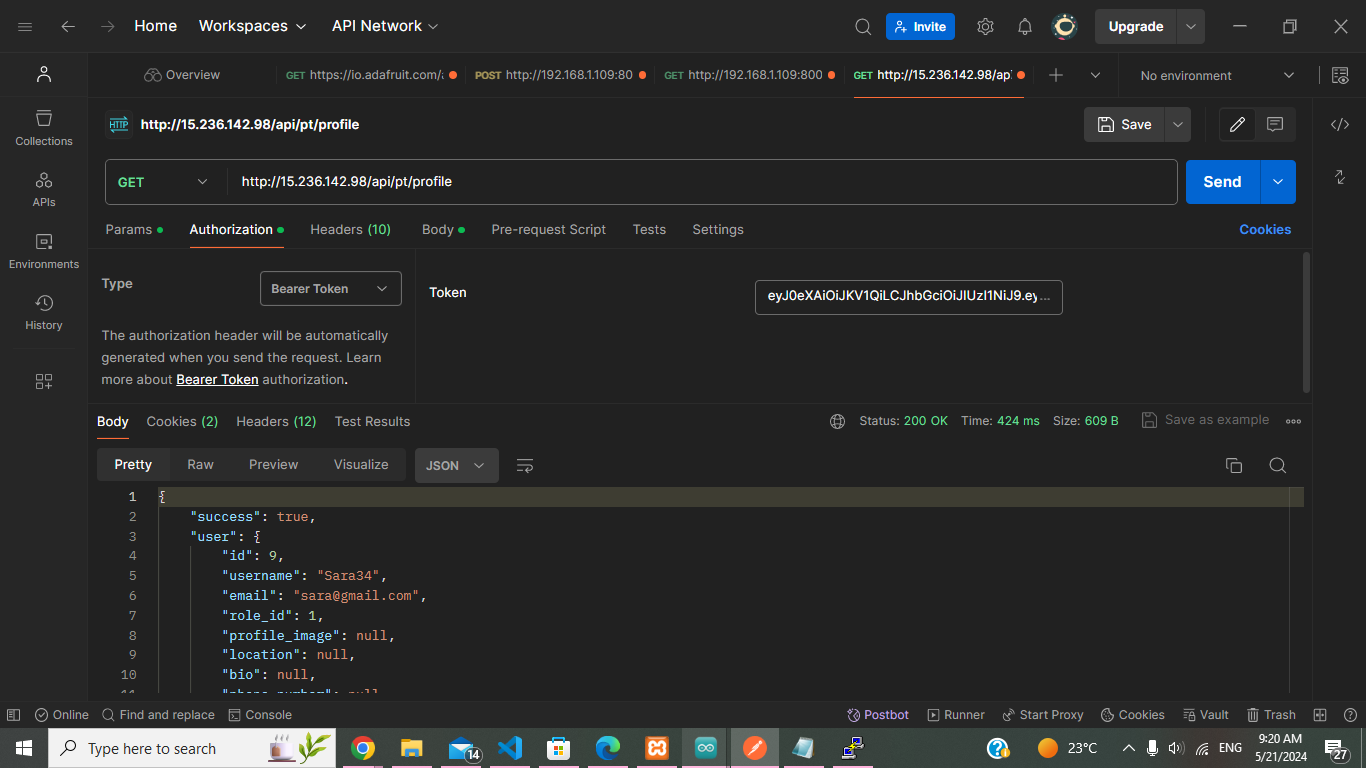 Home Workspaces API Network Invite Upgrade
Overview GET https://io.adafruit.com/a POST http://192.168.1.109:80 GET http://192.168.1.109:800 GET http://15.236.142.98/api No environment
HTTP http://15.236.142.98/api/pt/profile Save
Collections
GET http://15.236.142.98/api/pt/profile Send
APIs
Params Authorization Headers (10) Body Pre-request Script Tests Settings Cookies
Environments
Type Bearer Token Token eyJ0eXAiOiJKV1QiLCJhbGciOiJIUzI1NiJ9.ey...
History
The authorization header will be automatically
generated when you send the request. Learn
more about Bearer Token authorization.
Body Cookies (2) Headers (12) Test Results Status: 200 OK Time: 424 ms Size: 609 B Save as example
Pretty Raw Preview Visualize JSON
1 {
2 "success": true,
3 "user": {
4 "id": 9,
5 "username": "Sara34",
6 "email": "sara@gmail.com",
7 "role_id": 1,
8 "profile_image": null,
9 "location": null,
10 "bio": null,
Online Find and replace Console Postbot Runner Start Proxy Cookies Vault Trash
Type here to search 14 23°C ENG 9:20 AM
5/21/2024 27